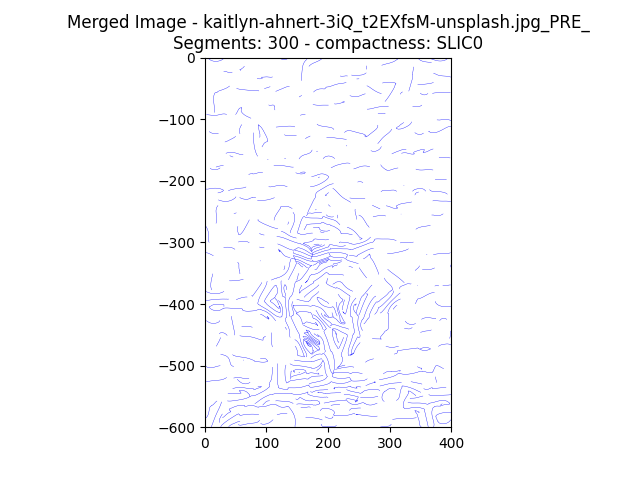 Merged Image - kaitlyn-ahnert-3iQ_t2EXfsM-unsplash.jpg_PRE_
Segments: 300 - compactness: SLIC0
0
−100
−200
−300
−400
−500
−600
0 100 200 300 400